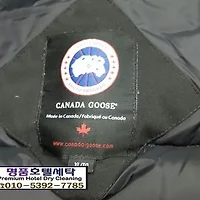 CANADA GOOSE®
Made in Canada / Fabriqué au Canada
www.canada-goose.com
명품호텔세탁
Premium Hotel Dry Cleaning
☎010-5392-7785